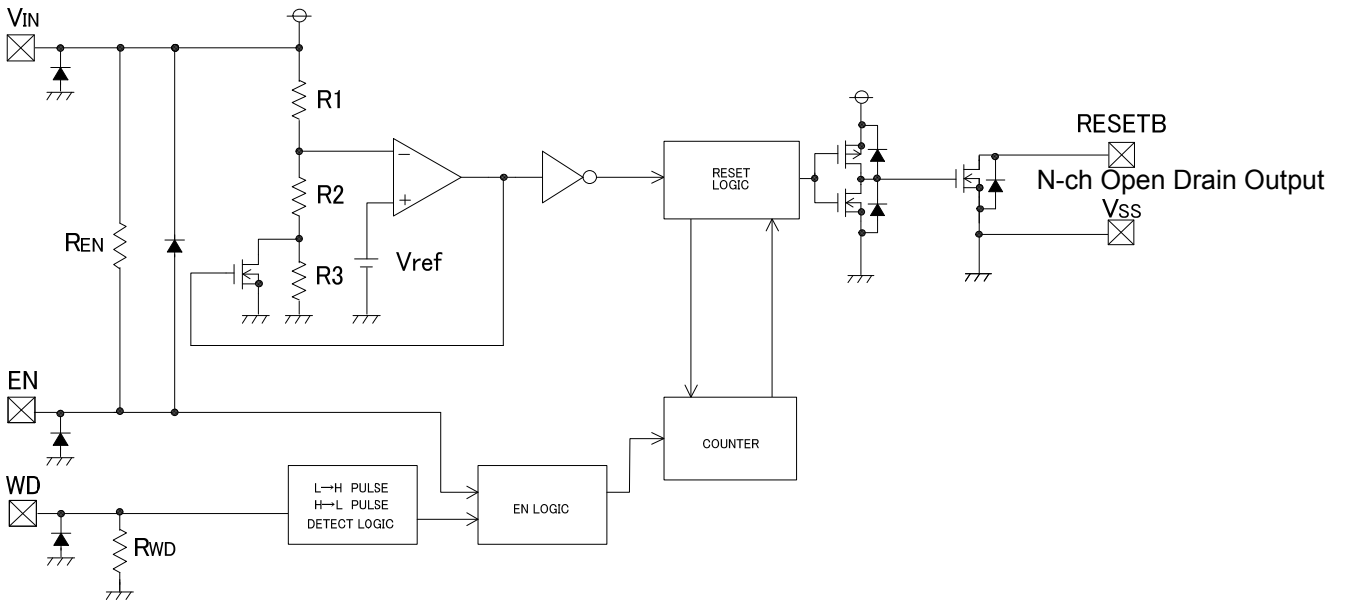 VIN
R1
RESETB
RESET
LOGIC
N-ch Open Drain Output
R2
VSS
REN
R3
Vref
EN
COUNTER
WD
L→H PULSE
H→L PULSE
DETECT LOGIC
EN LOGIC
RWD